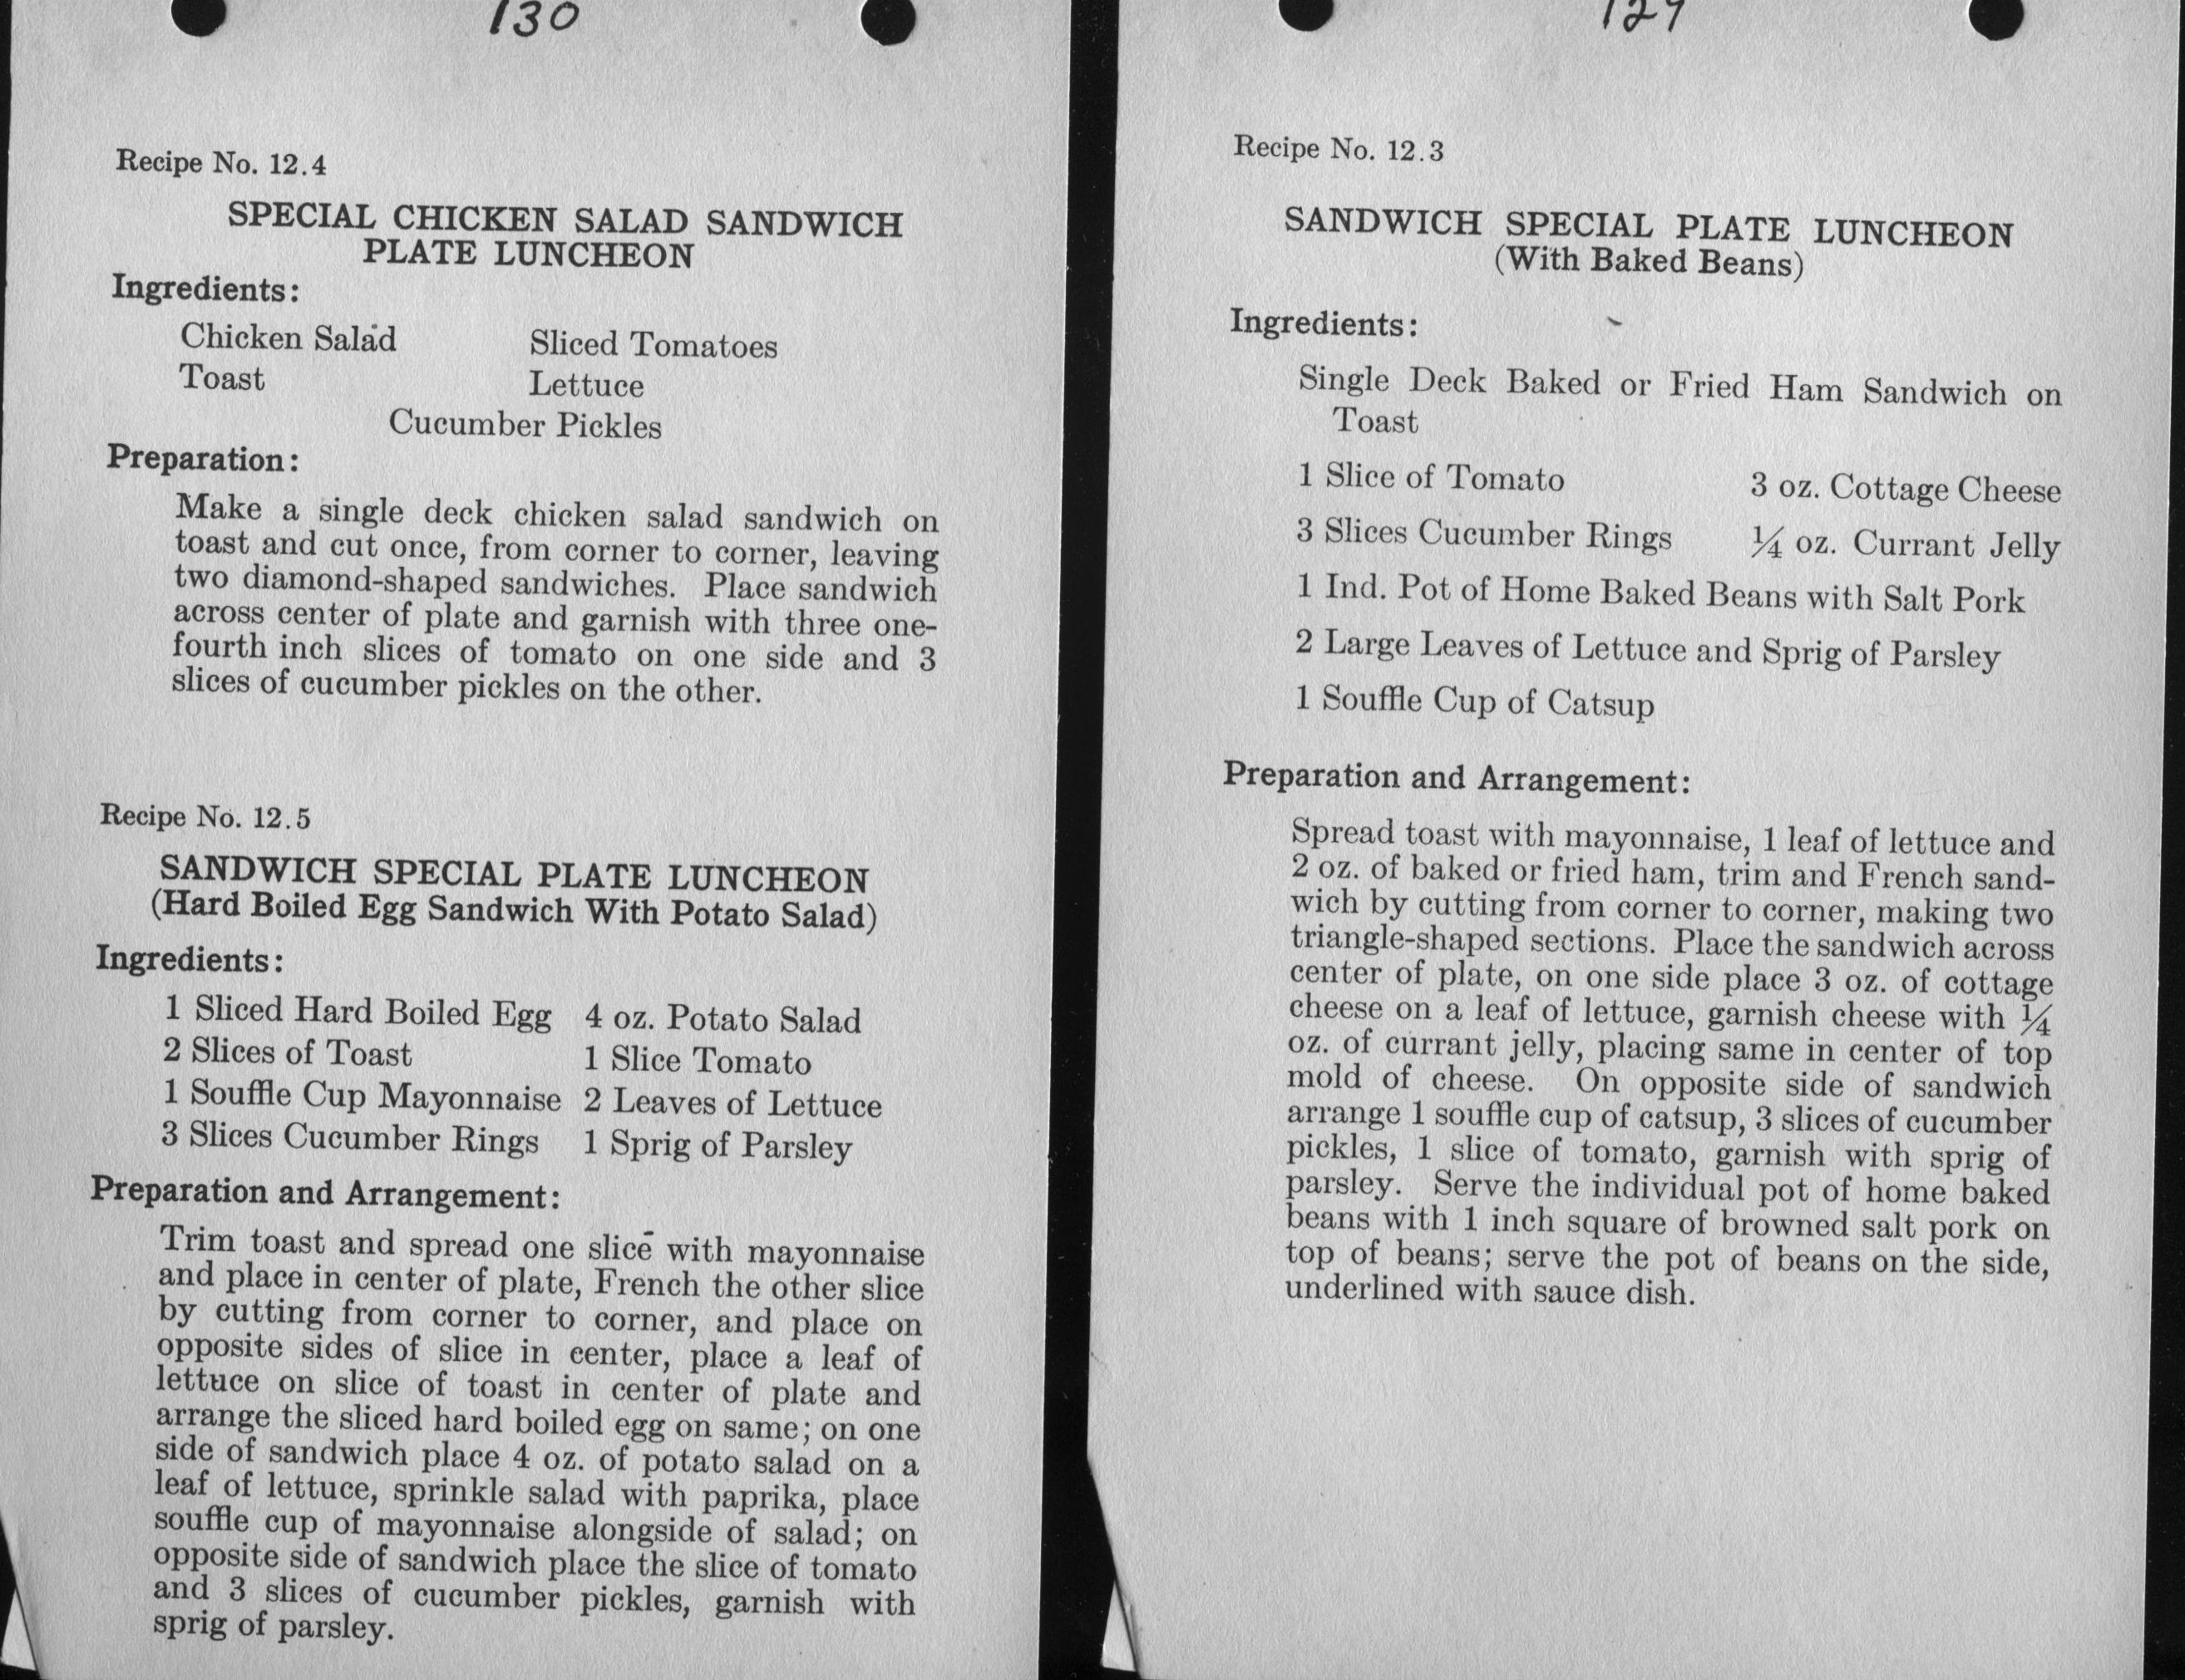 130
Recipe No. 12.4
SPECIAL CHICKEN SALAD SANDWICH
PLATE LUNCHEON
Ingredients:
Chicken Salad Sliced Tomatoes
Toast Lettuce
Cucumber Pickles
Preparation:
Make a single deck chicken salad sandwich on
toast and cut once, from corner to corner, leaving
two diamond-shaped sandwiches. Place sandwich
across center of plate and garnish with three one-
fourth inch slices of tomato on one side and 3
slices of cucumber pickles on the other.
Recipe No. 12.5
SANDWICH SPECIAL PLATE LUNCHEON
(Hard Boiled Egg Sandwich With Potato Salad)
Ingredients:
1 Sliced Hard Boiled Egg 4 oz. Potato Salad
2 Slices of Toast 1 Slice Tomato
1 Souffle Cup Mayonnaise 2 Leaves of Lettuce
3 Slices Cucumber Rings 1 Sprig of Parsley
Preparation and Arrangement:
Trim toast and spread one slice with mayonnaise
and place in center of plate, French the other slice
by cutting from corner to corner, and place on
opposite sides of slice in center, place a leaf of
lettuce on slice of toast in center of plate and
arrange the sliced hard boiled egg on same; on one
side of sandwich place 4 oz. of potato salad on a
leaf of lettuce, sprinkle salad with paprika, place
souffle cup of mayonnaise alongside of salad; on
opposite side of sandwich place the slice of tomato
and 3 slices of cucumber pickles, garnish with
sprig of parsley.
129
Recipe No. 12.3
SANDWICH SPECIAL PLATE LUNCHEON
(With Baked Beans)
Ingredients:
Single Deck Baked or Fried Ham Sandwich on
Toast
1 Slice of Tomato 3 oz. Cottage Cheese
3 Slices Cucumber Rings ¼ oz. Currant Jelly
1 Ind. Pot of Home Baked Beans with Salt Pork
2 Large Leaves of Lettuce and Sprig of Parsley
1 Souffle Cup of Catsup
Preparation and Arrangement:
Spread toast with mayonnaise, 1 leaf of lettuce and
2 oz. of baked or fried ham, trim and French sand-
wich by cutting from corner to corner, making two
triangle-shaped sections. Place the sandwich across
center of plate, on one side place 3 oz. of cottage
cheese on a leaf of lettuce, garnish cheese with ¼
oz. of currant jelly, placing same in center of top
mold of cheese. On opposite side of sandwich
arrange 1 souffle cup of catsup, 3 slices of cucumber
pickles, 1 slice of tomato, garnish with sprig of
parsley. Serve the individual pot of home baked
beans with 1 inch square of browned salt pork on
top of beans; serve the pot of beans on the side,
underlined with sauce dish.